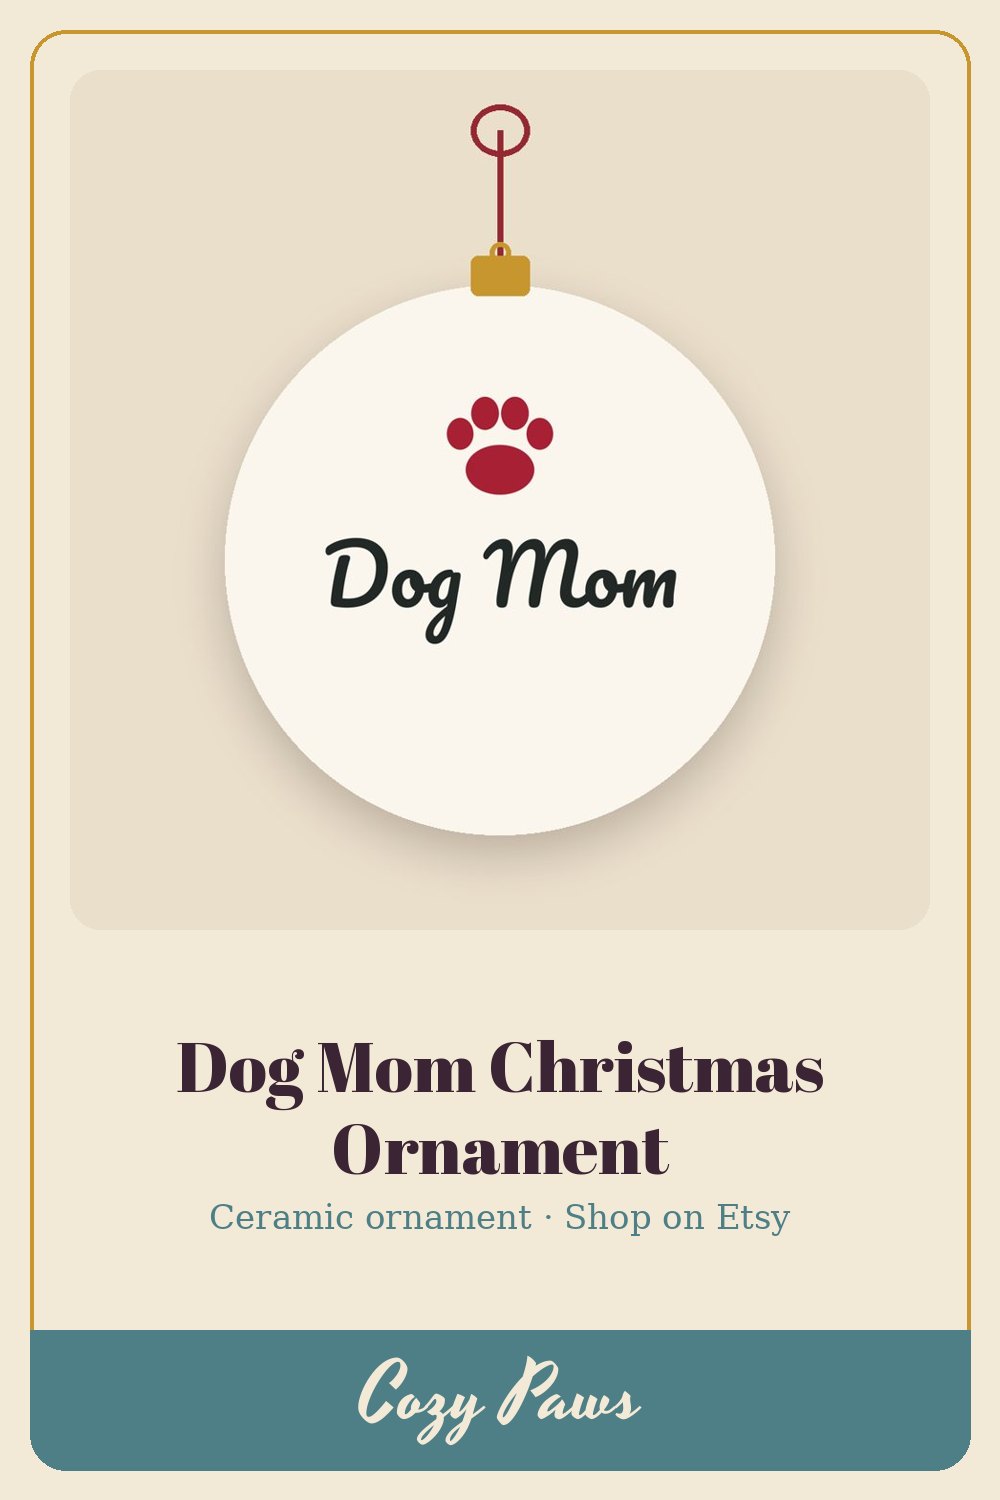 Dog Mom
Dog Mom Christmas
Ornament
Ceramic ornament · Shop on Etsy
Cozy Paws